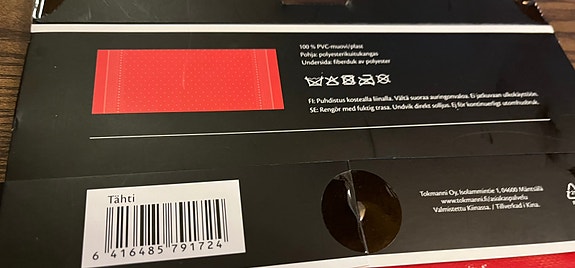 100 % PVC-muovi/plast
Pohja: polyesterikuitukangas
Undersida: fiberduk av polyester
FI: Puhdistus kostealla liinalla. Vältä suoraa auringonvaloa. Ei jatkuvaan ulkokäyttöön.
SE: Rengör med fuktig trasa. Undvik direkt solljus. Ej för kontinuerligt utomhusbruk.
Tähti
6 416485 791724
Tokmanni Oy, Isolammintie 1, 04600 Mäntsälä
www.tokmanni.fi/asiakaspalvelu
Valmistettu Kiinassa. / Tillverkad i Kina.